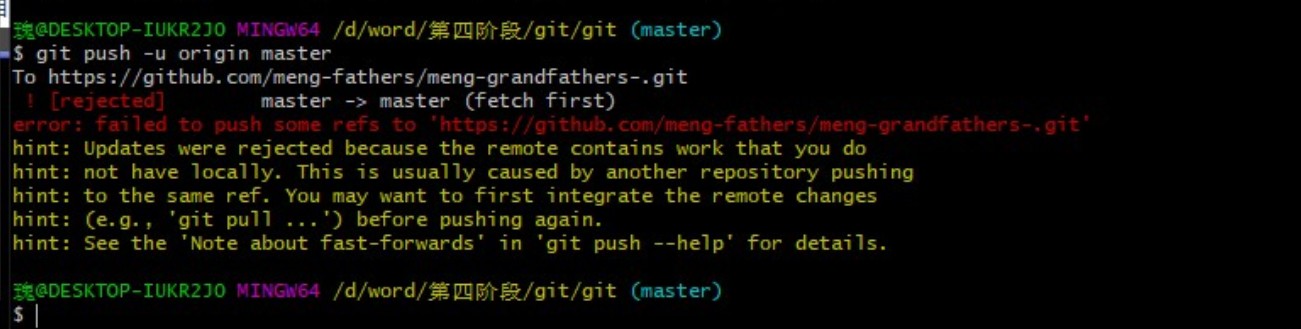 瑰@DESKTOP-IUKR2JO MINGW64 /d/word/第四阶段/git/git (master)
$ git push -u origin master
To https://github.com/meng-fathers/meng-grandfathers-.git
! [rejected] master -> master (fetch first)
error: failed to push some refs to 'https://github.com/meng-fathers/meng-grandfathers-.git'
hint: Updates were rejected because the remote contains work that you do
hint: not have locally. This is usually caused by another repository pushing
hint: to the same ref. You may want to first integrate the remote changes
hint: (e.g., 'git pull ...') before pushing again.
hint: See the 'Note about fast-forwards' in 'git push --help' for details.
瑰@DESKTOP-IUKR2JO MINGW64 /d/word/第四阶段/git/git (master)
$